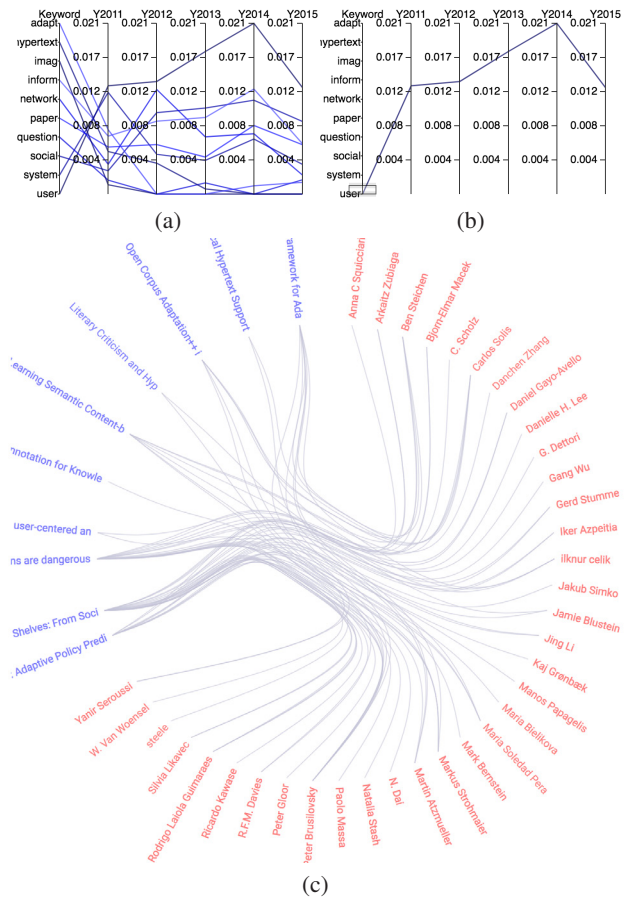 Keyword Y2011 Y2012 Y2013 Y2014 Y2015
adapt 0.021 0.021 0.021 0.021 0.021
hypertext
imag 0.017 0.017 0.017 0.017 0.017
inform
network 0.012 0.012 0.012 0.012 0.012
paper
question 0.008 0.008 0.008 0.008 0.008
social 0.004 0.004 0.004 0.004 0.004
system
user
(a)
Keyword Y2011 Y2012 Y2013 Y2014 Y2015
adapt 0.021 0.021 0.021 0.021 0.021
hypertext
imag 0.017 0.017 0.017 0.017 0.017
inform
network 0.012 0.012 0.012 0.012 0.012
paper
question 0.008 0.008 0.008 0.008 0.008
social 0.004 0.004 0.004 0.004 0.004
system
user
(b)
amework for Ada
al Hypertext Support
Open Corpus Adaptation++ i
Literary Criticism and Hyp
earning Semantic Content-b
nnotation for Knowle
user-centered an
ns are dangerous
Shelves: From Soci
: Adaptive Policy Predi
Anna C Squiccian
Arkaitz Zubiaga
Ben Steichen
Bjorn-Elmar Macek
C. Scholz
Carlos Solis
Danchen Zhang
Daniel Gayo-Avello
Danielle H. Lee
G. Dettori
Gang Wu
Gerd Stumme
Iker Azpeitia
ilknur celik
Jakub Simko
Jamie Blustein
Jing Li
Kaj Grønbæk
Manos Papagelis
Maria Bielikova
Maria Soledad Pera
Mark Bernstein
Markus Strohmaier
Martin Atzmueller
N. Dai
Natalia Stash
Paolo Massa
Peter Brusilovsky
Peter Gloor
R.F.M. Davies
Ricardo Kawase
Rodrigo Laiola Guimaraes
Silvia Likavec
steele
W. Van Woensel
Yanir Seroussi
(c)